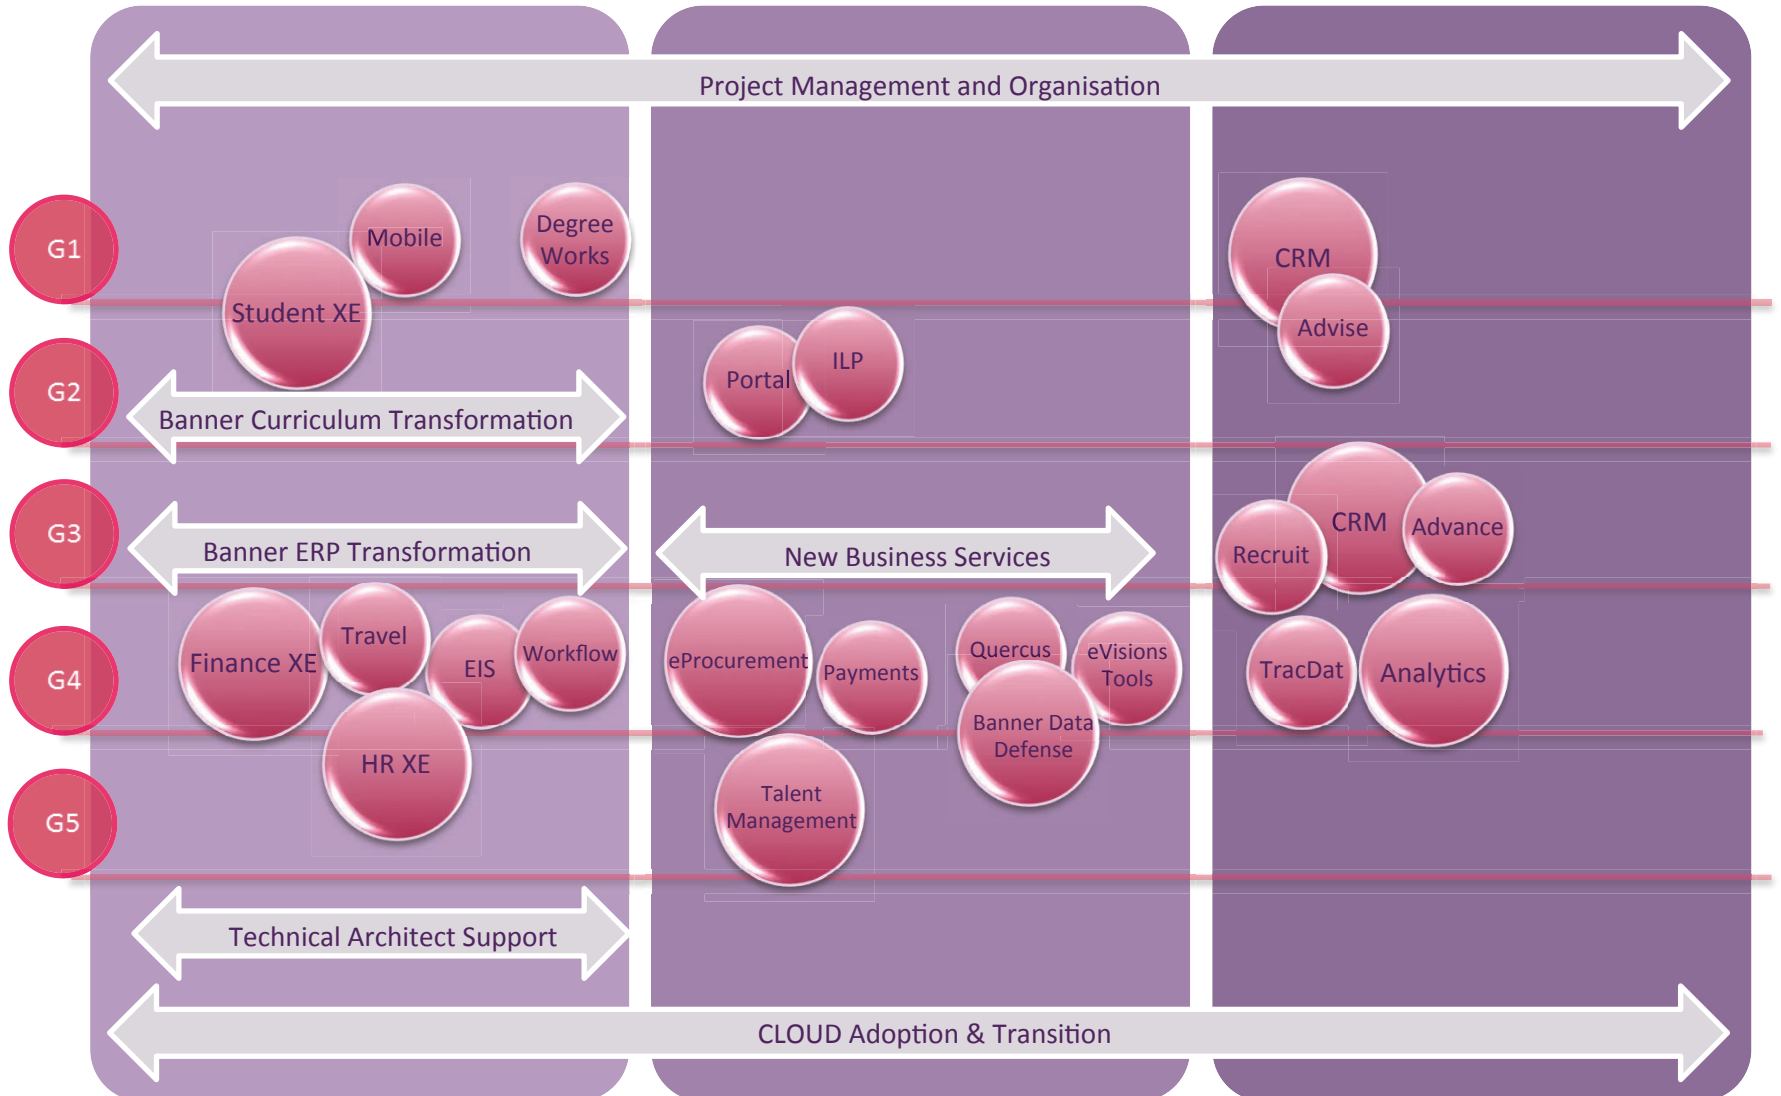 Project Management and Organisation
G1
Mobile
Degree
Works
Student XE
CRM
Advise
G2
Portal
ILP
Banner Curriculum Transformation
G3
Banner ERP Transformation
New Business Services
Recruit
CRM
Advance
G4
Finance XE
Travel
EIS
Workflow
HR XE
eProcurement
Payments
Quercus
eVisions
Tools
Banner Data
Defense
TracDat
Analytics
G5
Talent
Management
Technical Architect Support
CLOUD Adoption & Transition